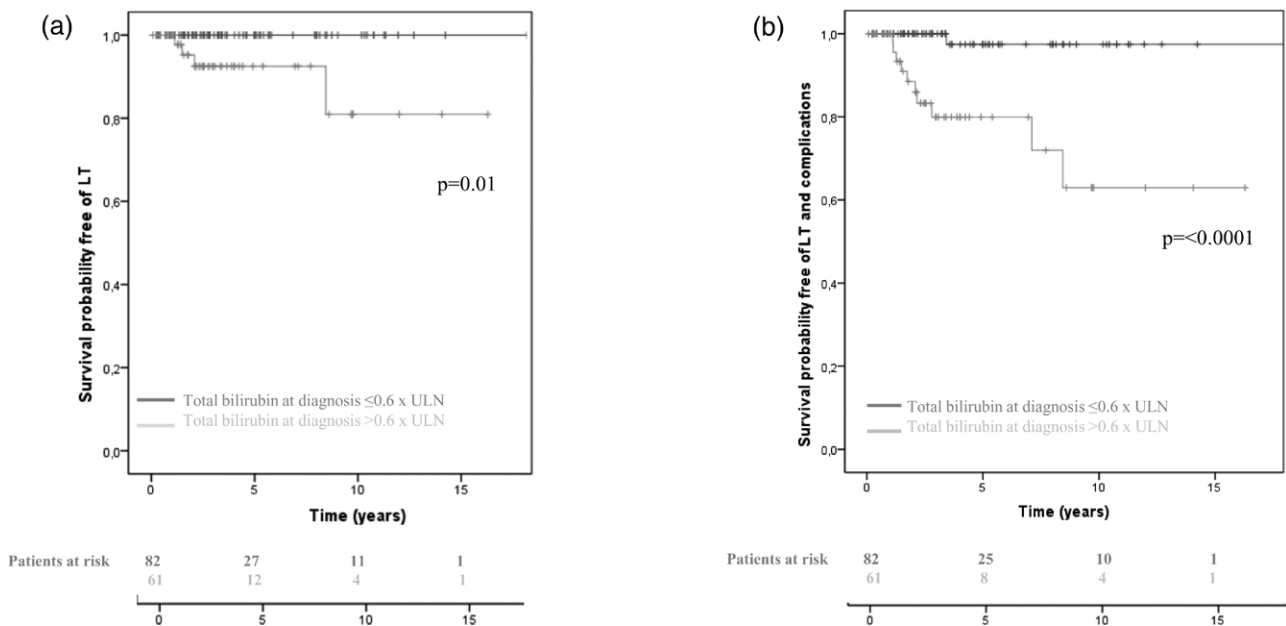 (a)
1,0
0,8
0,6
0,4
0,2
0,0
Survival probability free of LT
p=0.01
Total bilirubin at diagnosis ≤0.6 x ULN
Total bilirubin at diagnosis >0.6 x ULN
0 5 10 15
Time (years)
Patients at risk 82 27 11 1
61 12 4 1
0 5 10 15
(b)
1,0
0,8
0,6
0,4
0,2
0,0
Survival probability free of LT and complications
p=<0.0001
Total bilirubin at diagnosis ≤0.6 x ULN
Total bilirubin at diagnosis >0.6 x ULN
0 5 10 15
Time (years)
Patients at risk 82 25 10 1
61 8 4 1
0 5 10 15